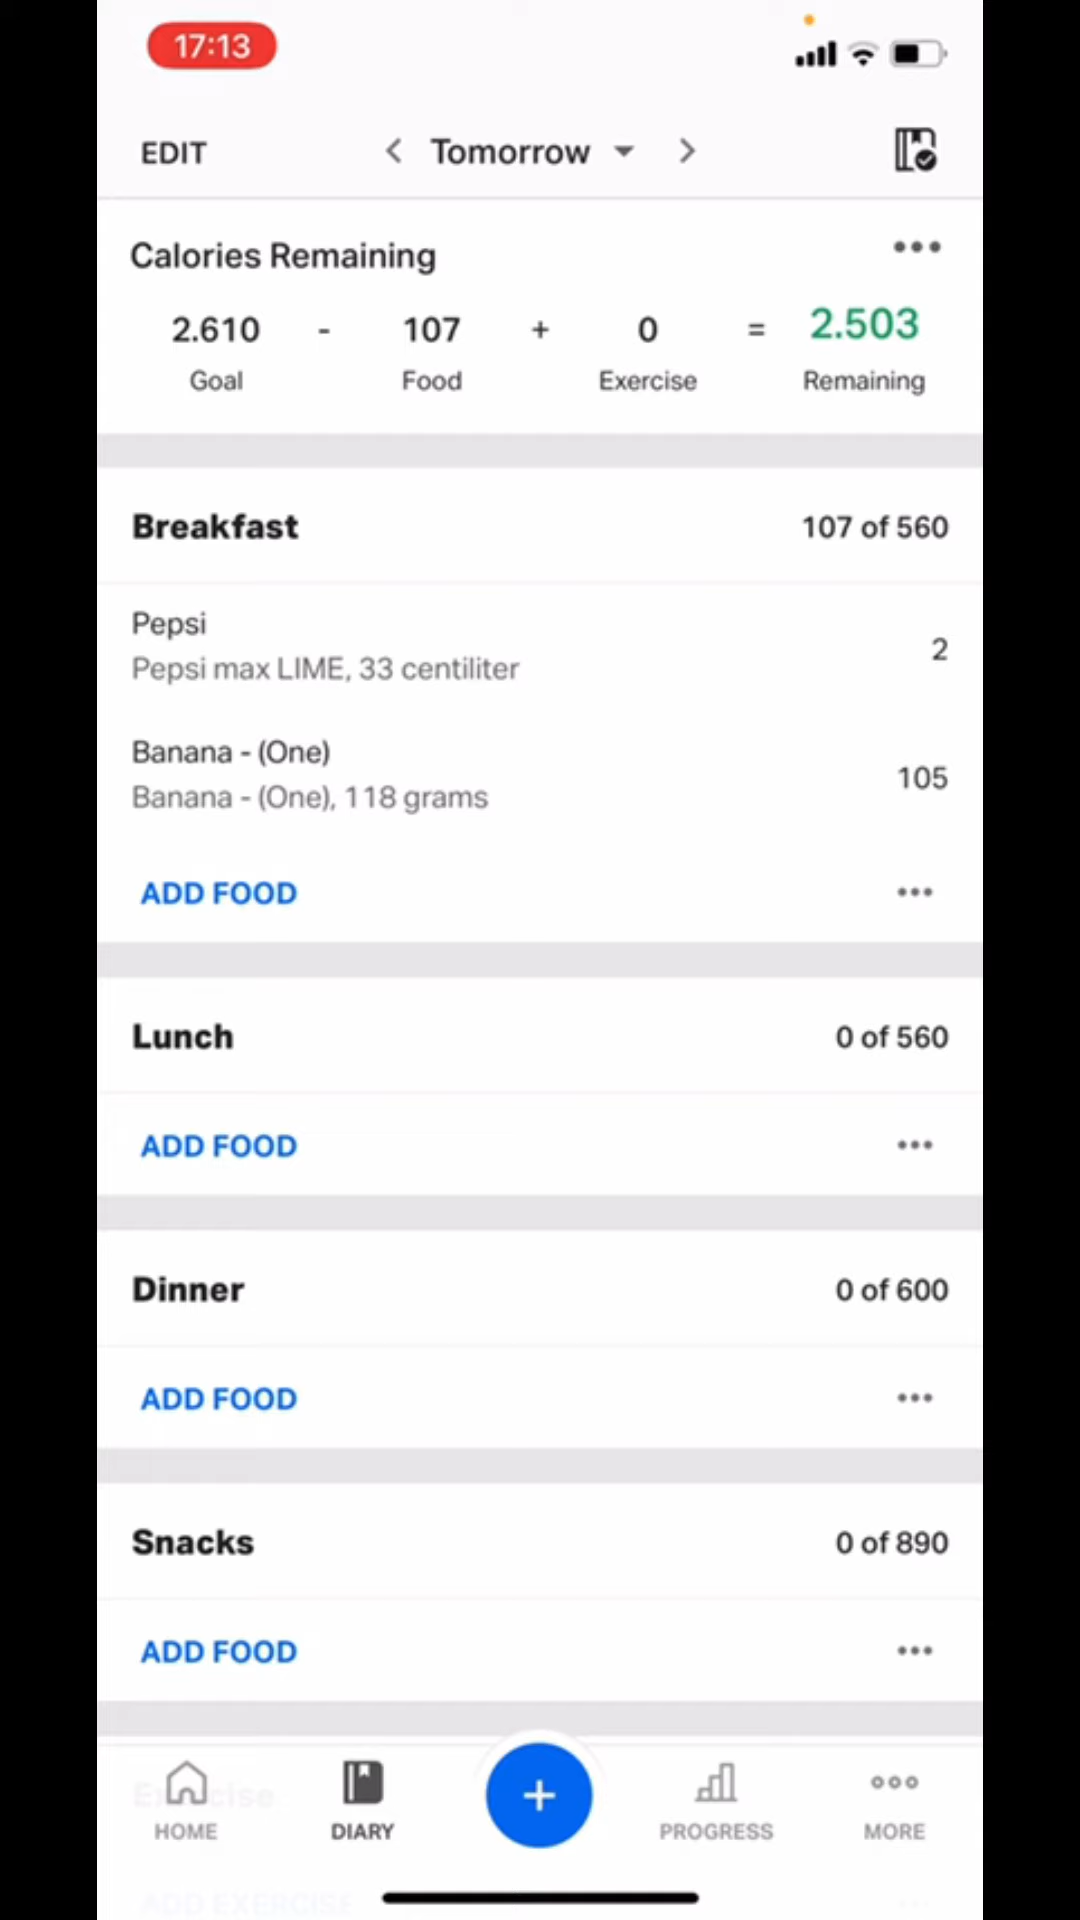 17:13
EDIT < Tomorrow >
Calories Remaining
2.610 - 107 + 0 = 2.503
Goal Food Exercise Remaining
Breakfast 107 of 560
Pepsi
Pepsi max LIME, 33 centiliter 2
Banana - (One)
Banana - (One), 118 grams 105
ADD FOOD
Lunch 0 of 560
ADD FOOD
Dinner 0 of 600
ADD FOOD
Snacks 0 of 890
ADD FOOD
Exercise
HOME DIARY + PROGRESS MORE
ADD EXERCISE